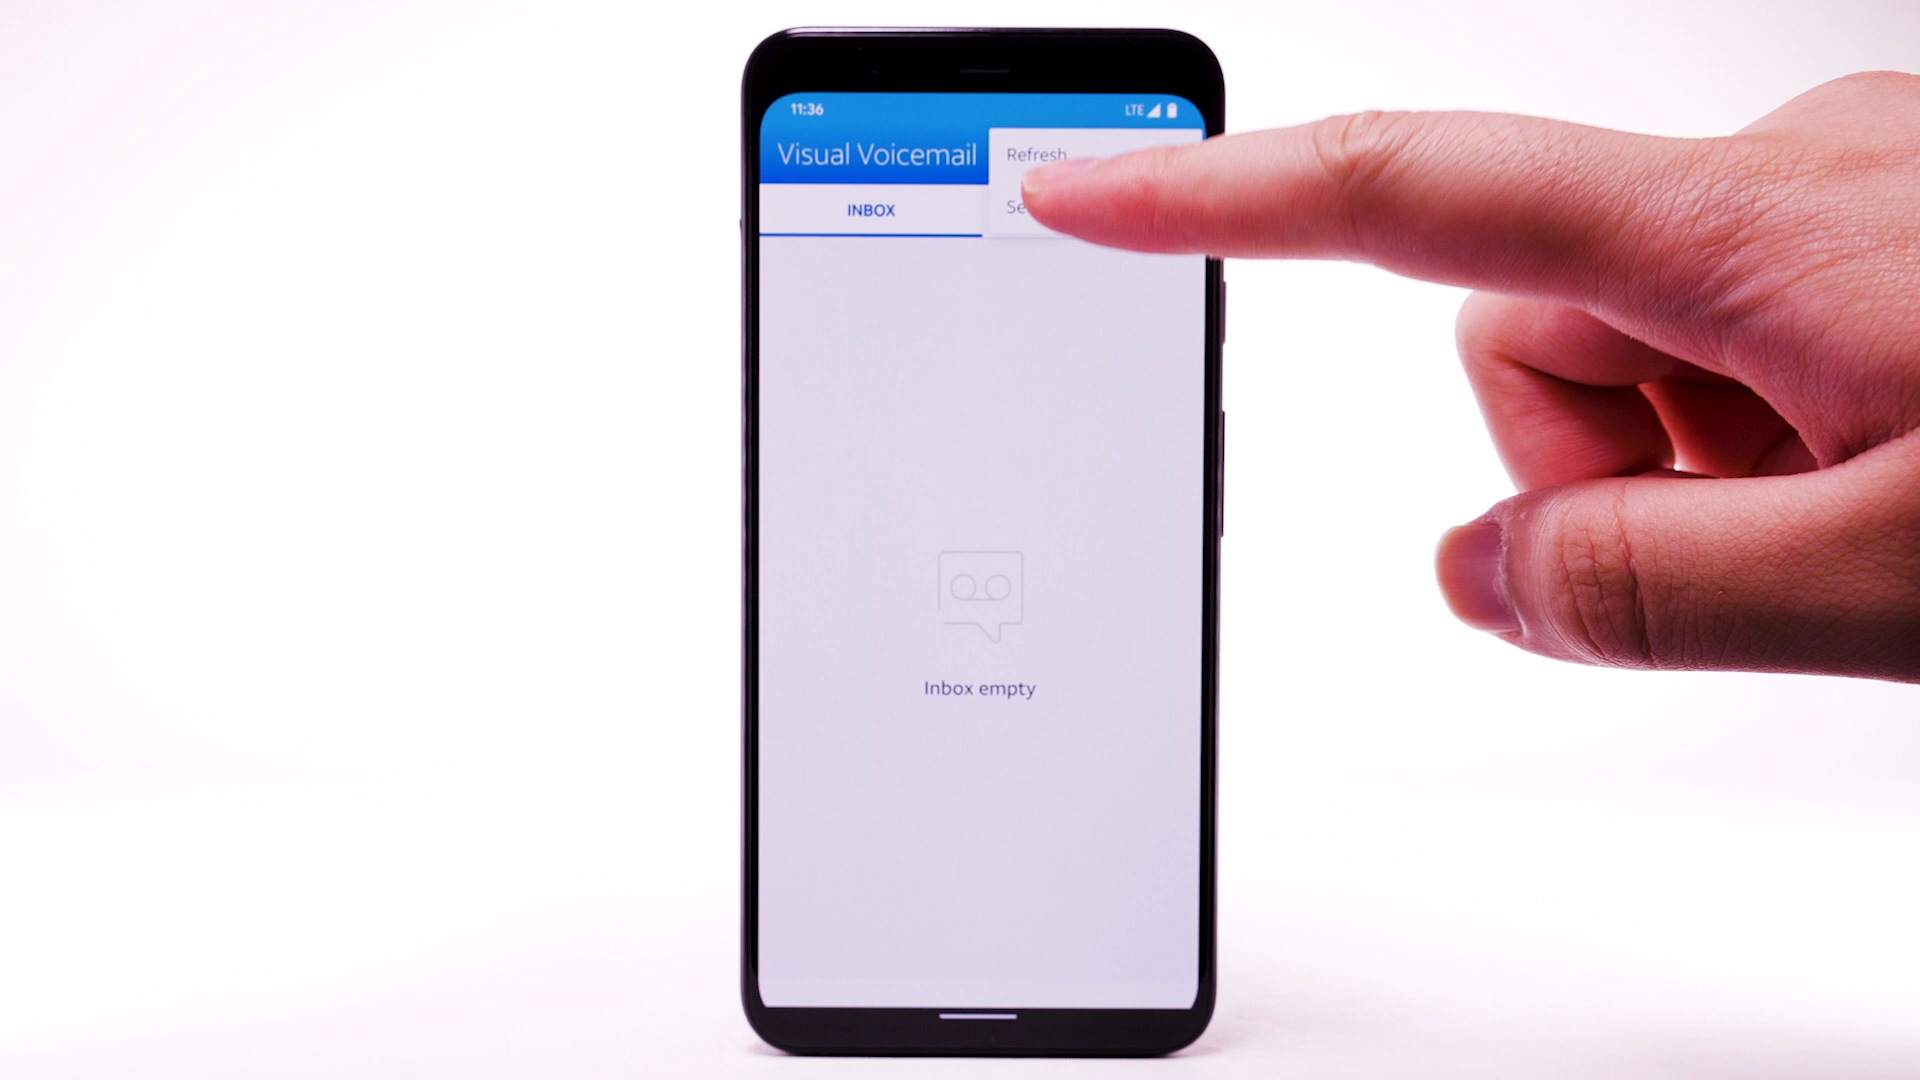 11:36 LTE
Visual Voicemail
Refresh
INBOX
Inbox empty